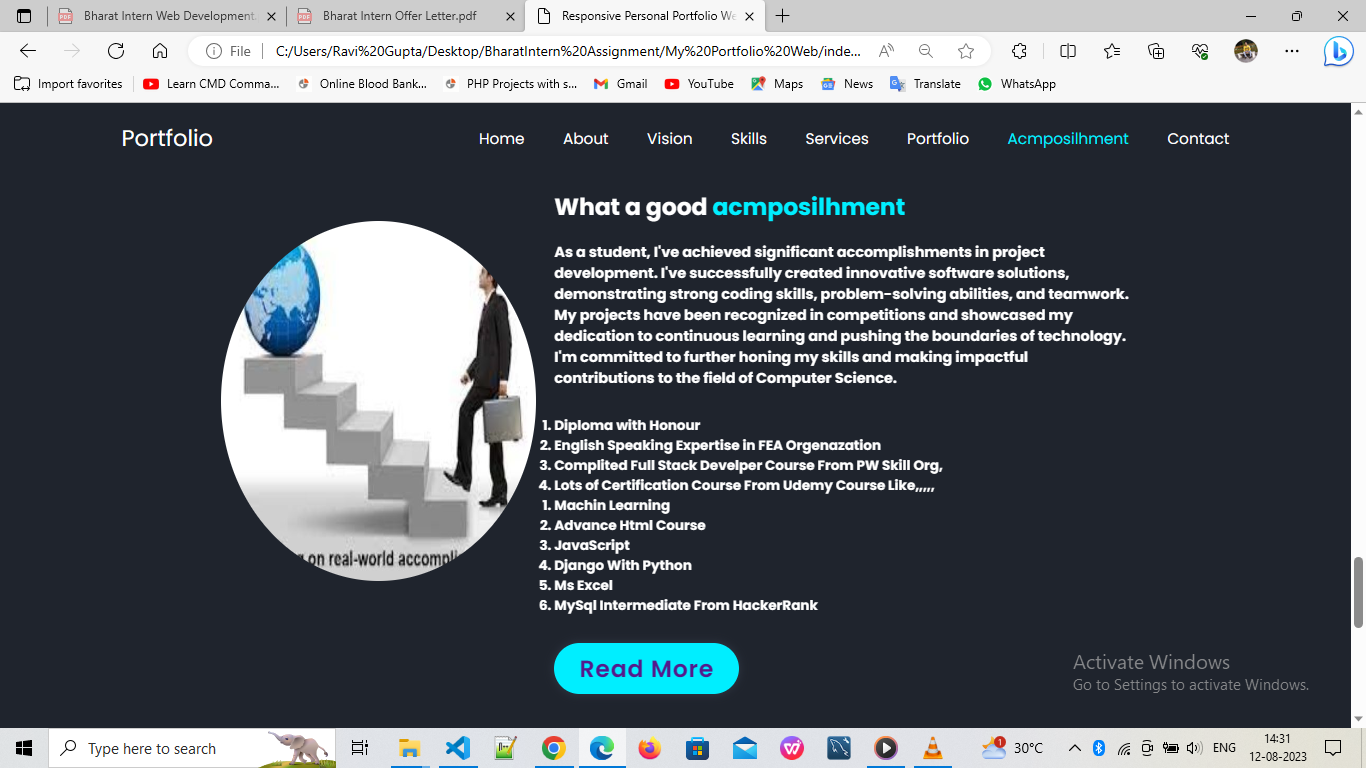 Bharat Intern Web Development.
Bharat Intern Offer Letter.pdf
Responsive Personal Portfolio We
File
C:/Users/Ravi%20Gupta/Desktop/BharatIntern%20Assignment/My%20Portfolio%20Web/inde...
Import favorites
Learn CMD Comma...
Online Blood Bank...
PHP Projects with s...
Gmail
YouTube
Maps
News
Translate
WhatsApp
Portfolio
Home
About
Vision
Skills
Services
Portfolio
Acmposilhment
Contact
What a good acmposilhment
As a student, I've achieved significant accomplishments in project
development. I've successfully created innovative software solutions,
demonstrating strong coding skills, problem-solving abilities, and teamwork.
My projects have been recognized in competitions and showcased my
dedication to continuous learning and pushing the boundaries of technology.
I'm committed to further honing my skills and making impactful
contributions to the field of Computer Science.
1. Diploma with Honour
2. English Speaking Expertise in FEA Orgenazation
3. Complited Full Stack Develper Course From PW Skill Org,
4. Lots of Certification Course From Udemy Course Like,,,,,
1. Machin Learning
2. Advance Html Course
3. JavaScript
4. Django With Python
5. Ms Excel
6. MySql Intermediate From HackerRank
on real-world accompli
Read More
Activate Windows
Go to Settings to activate Windows.
Type here to search
30°C
ENG
14:31
12-08-2023